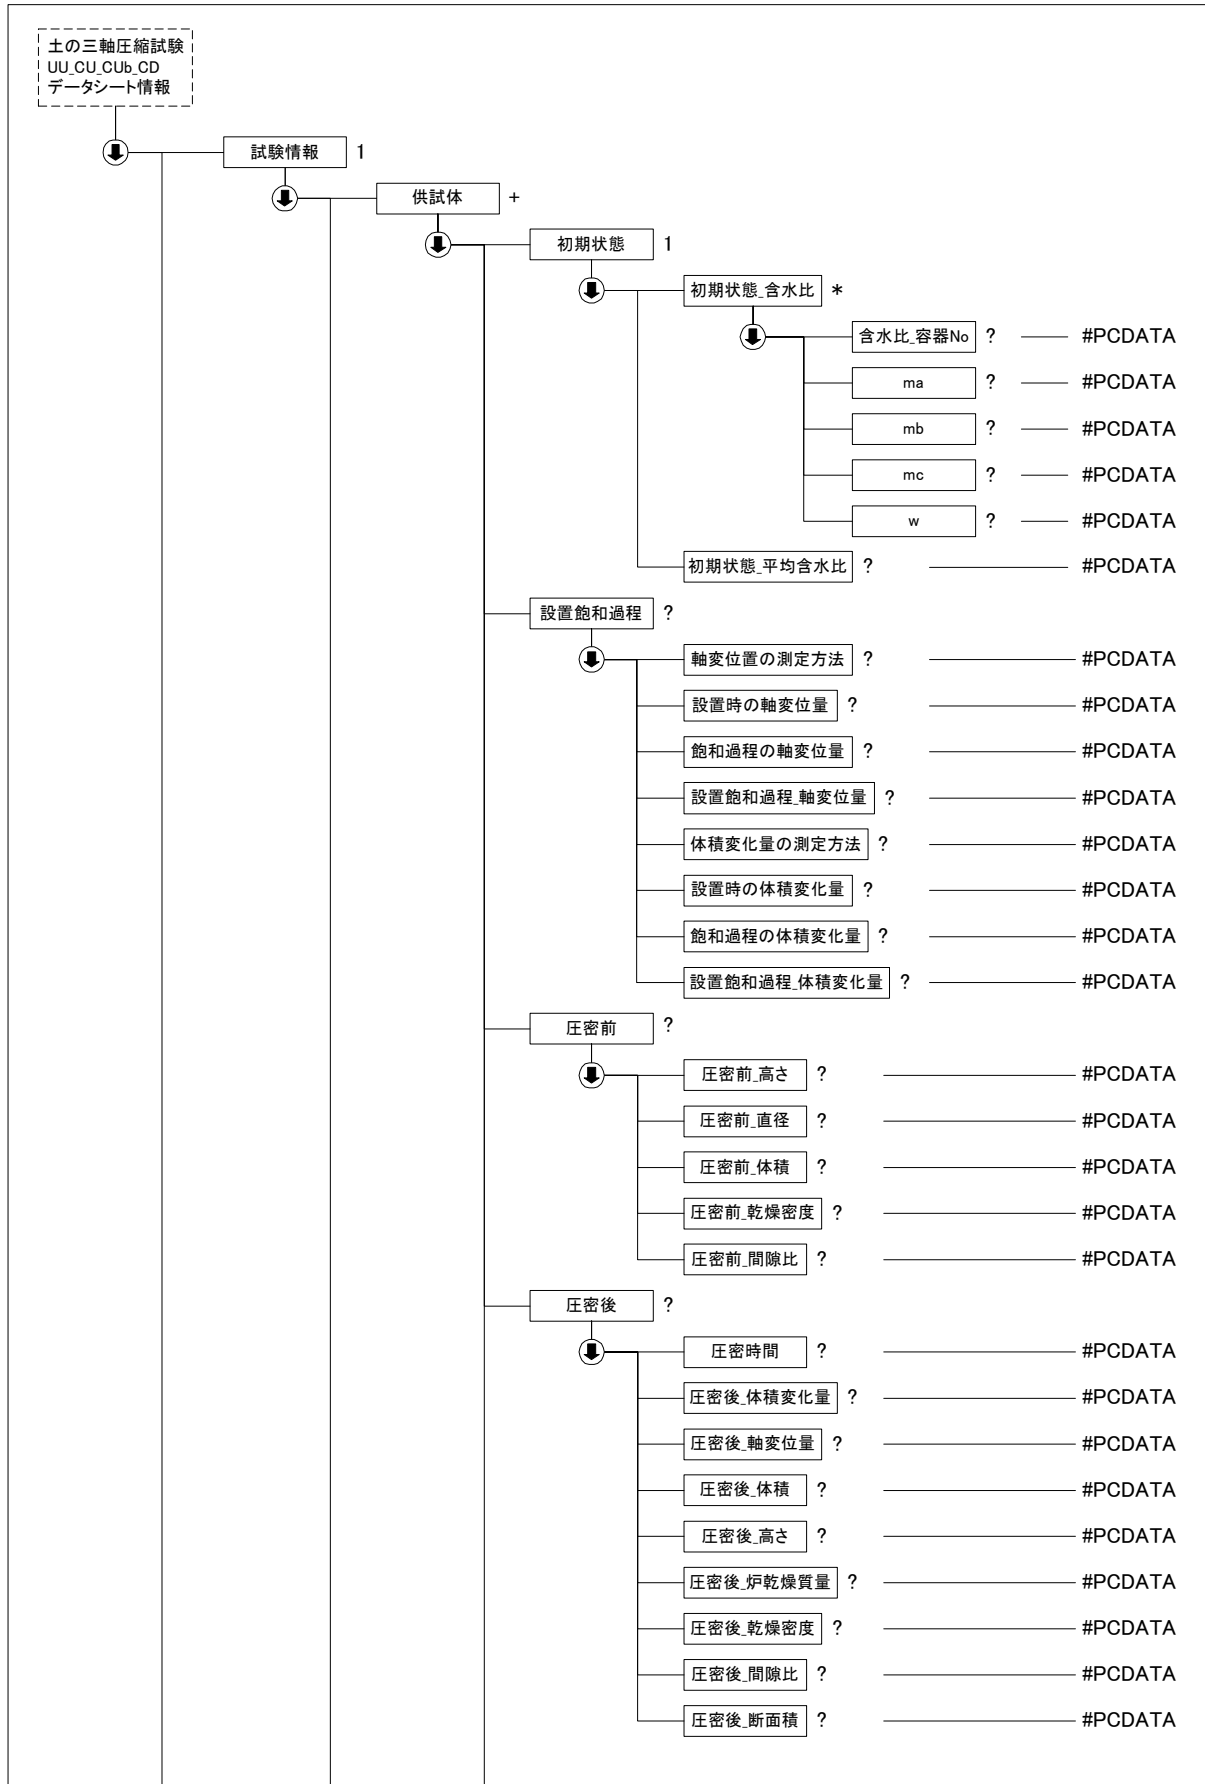 土の三軸圧縮試験
UU_CU_CUb_CD
データシート情報
試験情報 1
供試体 +
初期状態 1
初期状態_含水比 *
含水比_容器No ? #PCDATA
ma ? #PCDATA
mb ? #PCDATA
mc ? #PCDATA
w ? #PCDATA
初期状態_平均含水比 ? #PCDATA
設置飽和過程 ?
軸変位置の測定方法 ? #PCDATA
設置時の軸変位量 ? #PCDATA
飽和過程の軸変位量 ? #PCDATA
設置飽和過程_軸変位量 ? #PCDATA
体積変化量の測定方法 ? #PCDATA
設置時の体積変化量 ? #PCDATA
飽和過程の体積変化量 ? #PCDATA
設置飽和過程_体積変化量 ? #PCDATA
圧密前 ?
圧密前_高さ ? #PCDATA
圧密前_直径 ? #PCDATA
圧密前_体積 ? #PCDATA
圧密前_乾燥密度 ? #PCDATA
圧密前_間隙比 ? #PCDATA
圧密後 ?
圧密時間 ? #PCDATA
圧密後_体積変化量 ? #PCDATA
圧密後_軸変位量 ? #PCDATA
圧密後_体積 ? #PCDATA
圧密後_高さ ? #PCDATA
圧密後_炉乾燥質量 ? #PCDATA
圧密後_乾燥密度 ? #PCDATA
圧密後_間隙比 ? #PCDATA
圧密後_断面積 ? #PCDATA